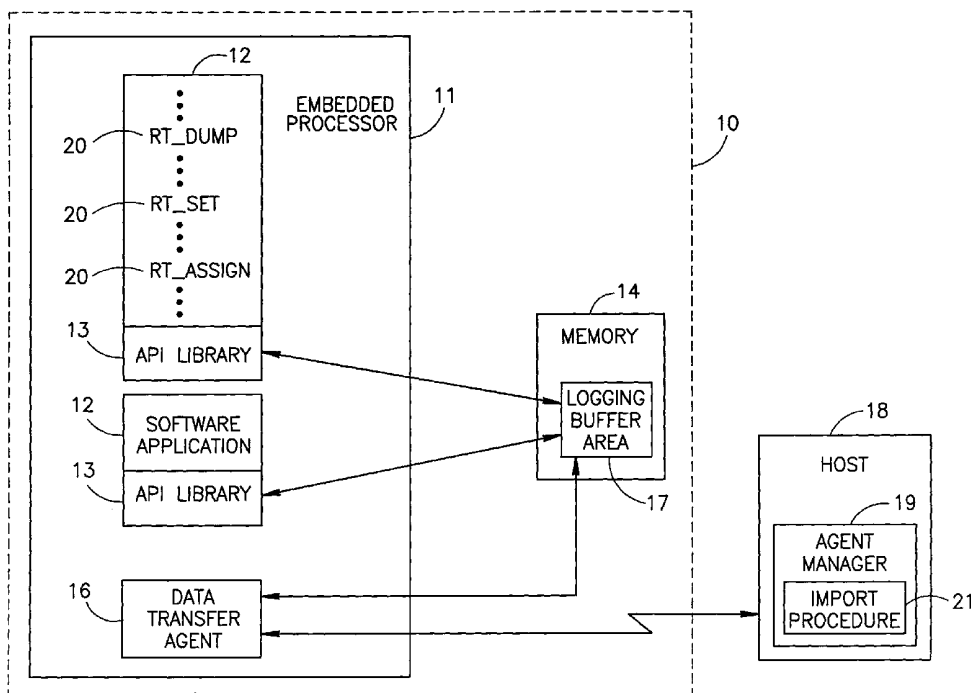 12
EMBEDDED
PROCESSOR
11
20
RT_DUMP
10
20
RT_SET
20
RT_ASSIGN
14
13
API LIBRARY
MEMORY
12
SOFTWARE
APPLICATION
LOGGING
BUFFER
AREA
18
13
API LIBRARY
17
HOST
19
AGENT
MANAGER
16
DATA
TRANSFER
AGENT
IMPORT
PROCEDURE
21